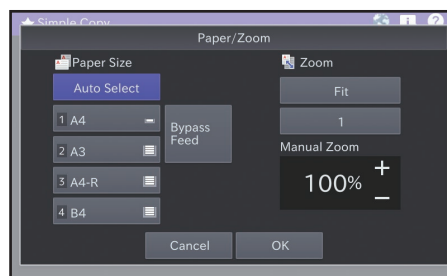 Simple Copy
Paper/Zoom
Paper Size
Auto Select
1 A4
2 A3
3 A4-R
4 B4
Bypass
Feed
Zoom
Fit
1
Manual Zoom
100%
+
−
Cancel
OK